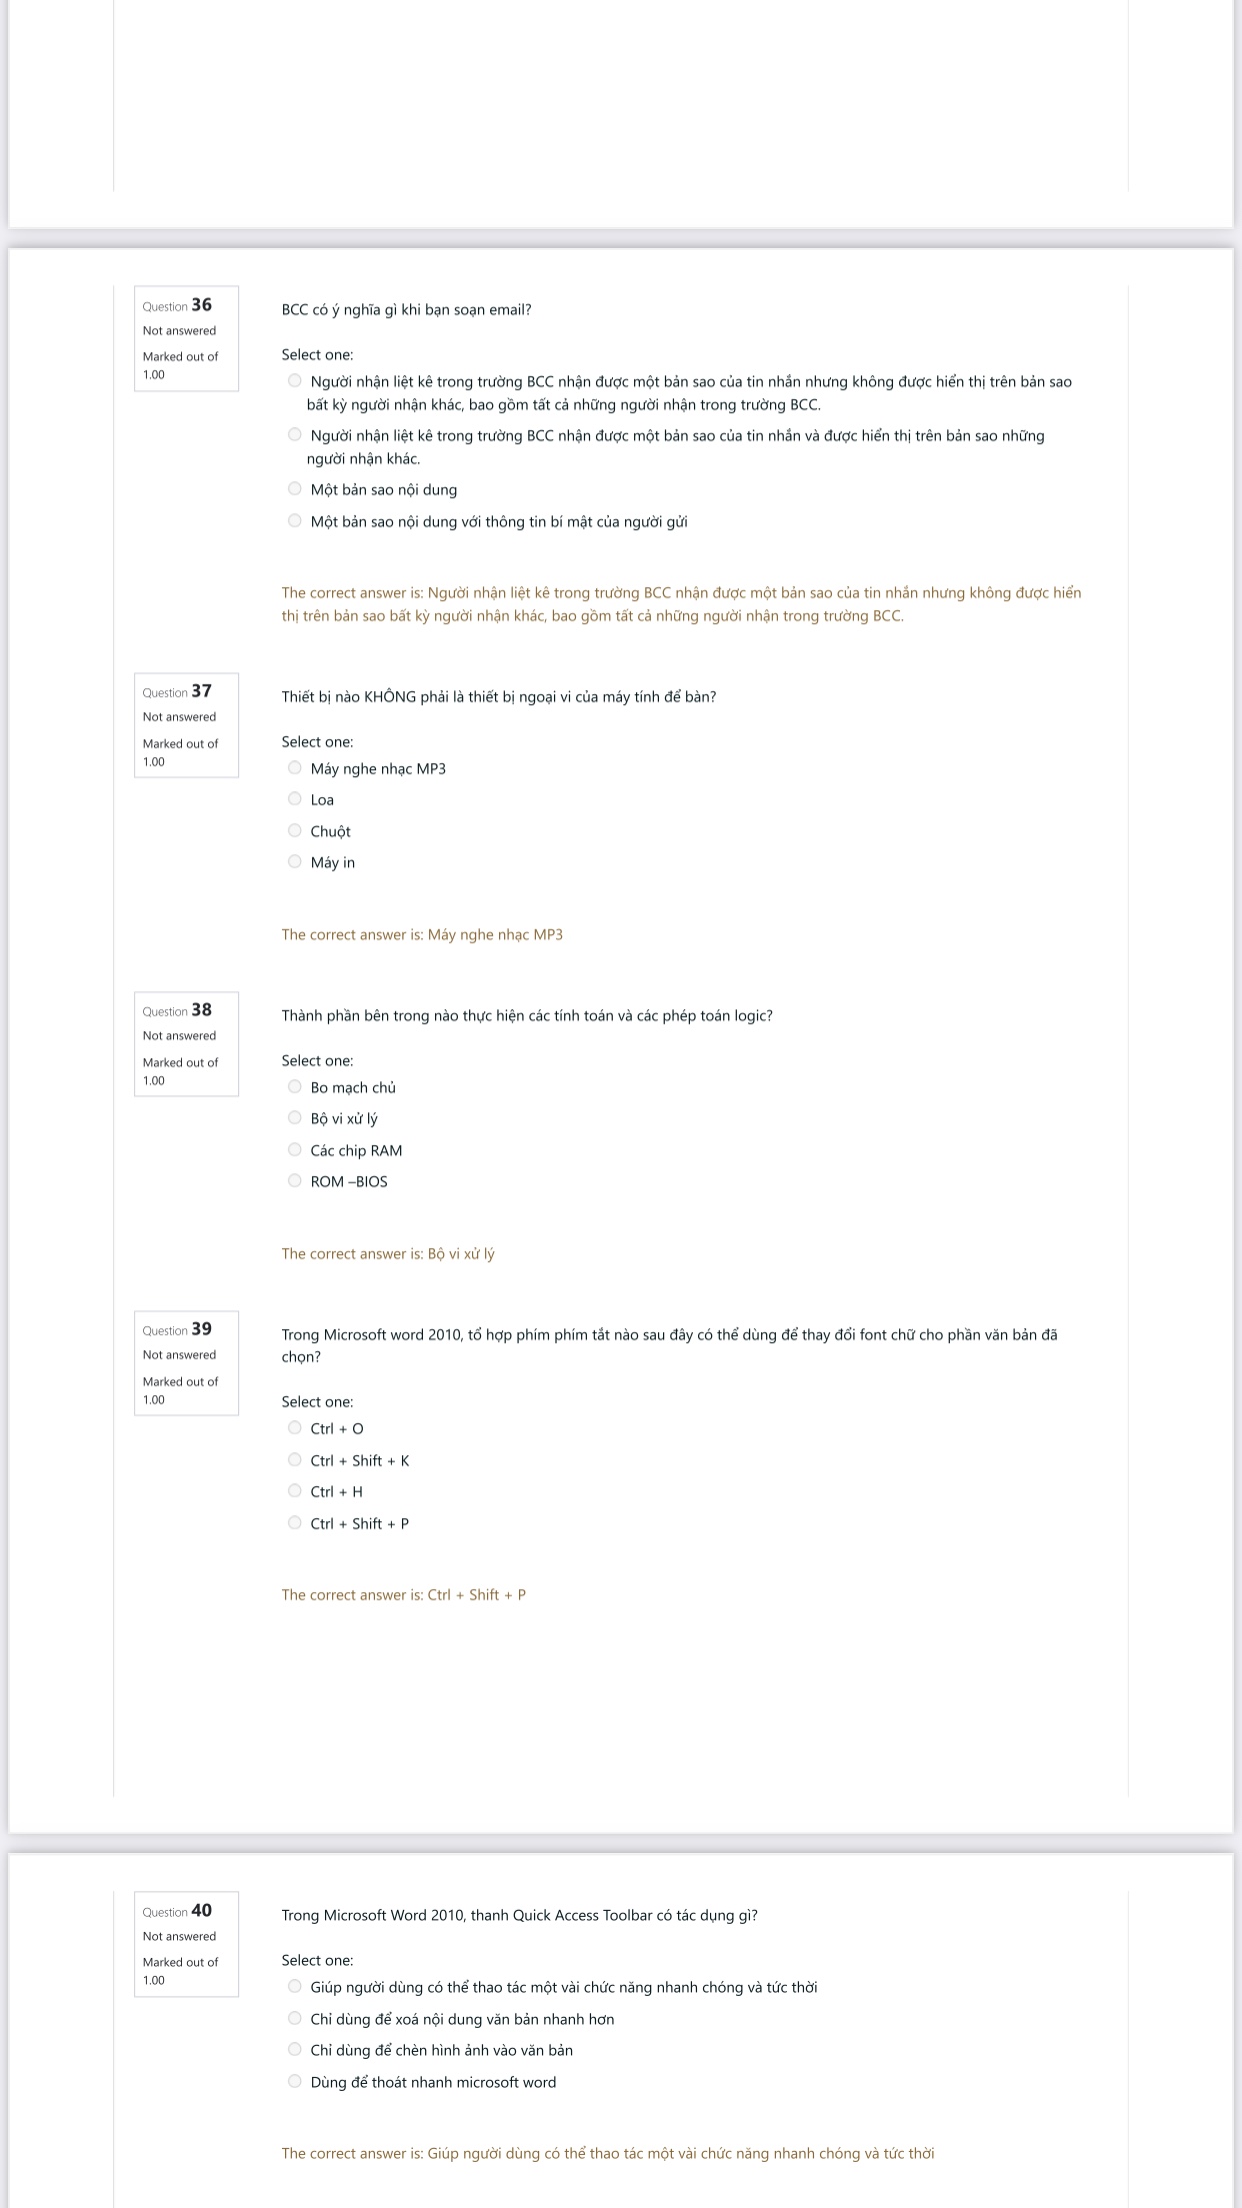 Question 36
Not answered
Marked out of
1.00
BCC có ý nghĩa gì khi bạn soạn email?
Select one:
Người nhận liệt kê trong trường BCC nhận được một bản sao của tin nhắn nhưng không được hiển thị trên bản sao
bất kỳ người nhận khác, bao gồm tất cả những người nhận trong trường BCC.
Người nhận liệt kê trong trường BCC nhận được một bản sao của tin nhắn và được hiển thị trên bản sao những
người nhận khác.
Một bản sao nội dung
Một bản sao nội dung với thông tin bí mật của người gửi
The correct answer is: Người nhận liệt kê trong trường BCC nhận được một bản sao của tin nhắn nhưng không được hiển
thị trên bản sao bất kỳ người nhận khác, bao gồm tất cả những người nhận trong trường BCC.
Question 37
Not answered
Marked out of
1.00
Thiết bị nào KHÔNG phải là thiết bị ngoại vi của máy tính để bàn?
Select one:
Máy nghe nhạc MP3
Loa
Chuột
Máy in
The correct answer is: Máy nghe nhạc MP3
Question 38
Not answered
Marked out of
1.00
Thành phần bên trong nào thực hiện các tính toán và các phép toán logic?
Select one:
Bo mạch chủ
Bộ vi xử lý
Các chip RAM
ROM –BIOS
The correct answer is: Bộ vi xử lý
Question 39
Not answered
Marked out of
1.00
Trong Microsoft word 2010, tổ hợp phím phím tắt nào sau đây có thể dùng để thay đổi font chữ cho phần văn bản đã
chọn?
Select one:
Ctrl + O
Ctrl + Shift + K
Ctrl + H
Ctrl + Shift + P
The correct answer is: Ctrl + Shift + P
Question 40
Not answered
Marked out of
1.00
Trong Microsoft Word 2010, thanh Quick Access Toolbar có tác dụng gì?
Select one:
Giúp người dùng có thể thao tác một vài chức năng nhanh chóng và tức thời
Chỉ dùng để xoá nội dung văn bản nhanh hơn
Chỉ dùng để chèn hình ảnh vào văn bản
Dùng để thoát nhanh microsoft word
The correct answer is: Giúp người dùng có thể thao tác một vài chức năng nhanh chóng và tức thời